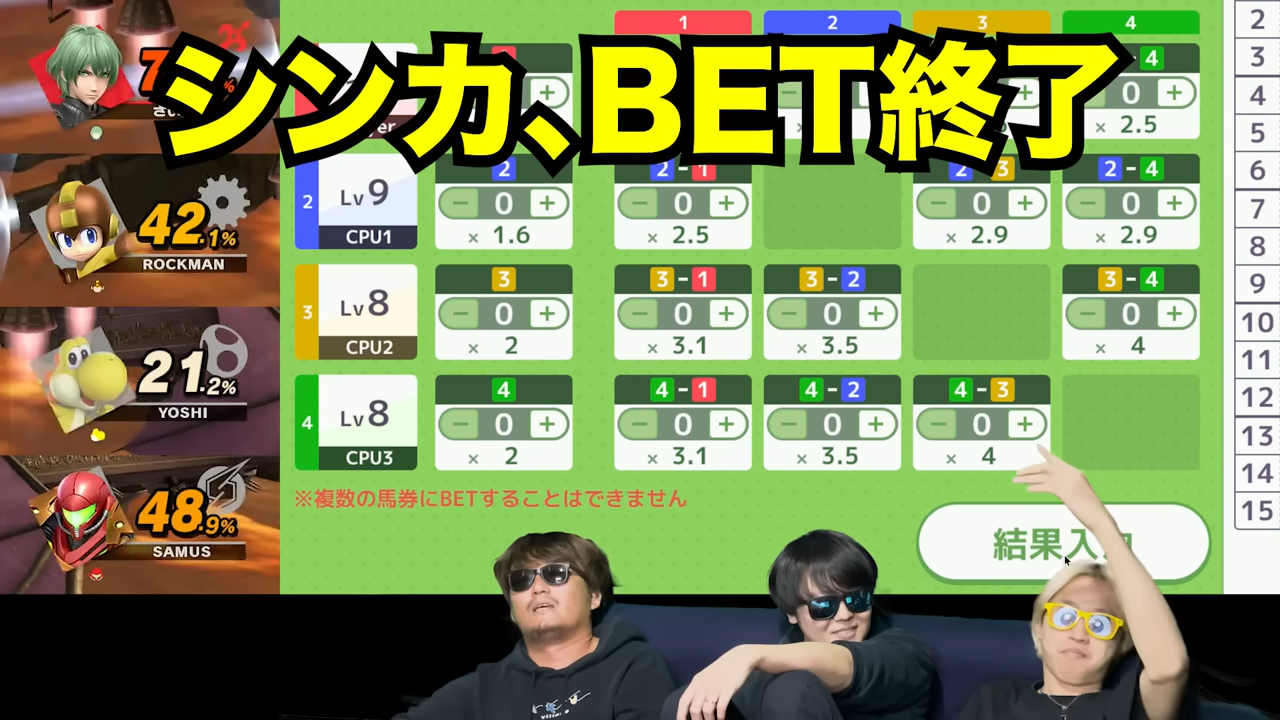 シンカ、BET終了
1 2 3 4
4
0
× 2.5
2 Lv9 CPU1
2 0 × 1.6
2-1 0 × 2.5
2 3 0 × 2.9
2-4 0 × 2.9
3 Lv8 CPU2
3 0 × 2
3-1 0 × 3.1
3-2 0 × 3.5
3-4 0 × 4
4 Lv8 CPU3
4 0 × 2
4-1 0 × 3.1
4-2 0 × 3.5
4-3 0 × 4
※複数の馬券にBETすることはできません
結果入力
42.1%
ROCKMAN
21.2%
YOSHI
48.9%
SAMUS
2
3
4
5
6
7
8
9
10
11
12
13
14
15